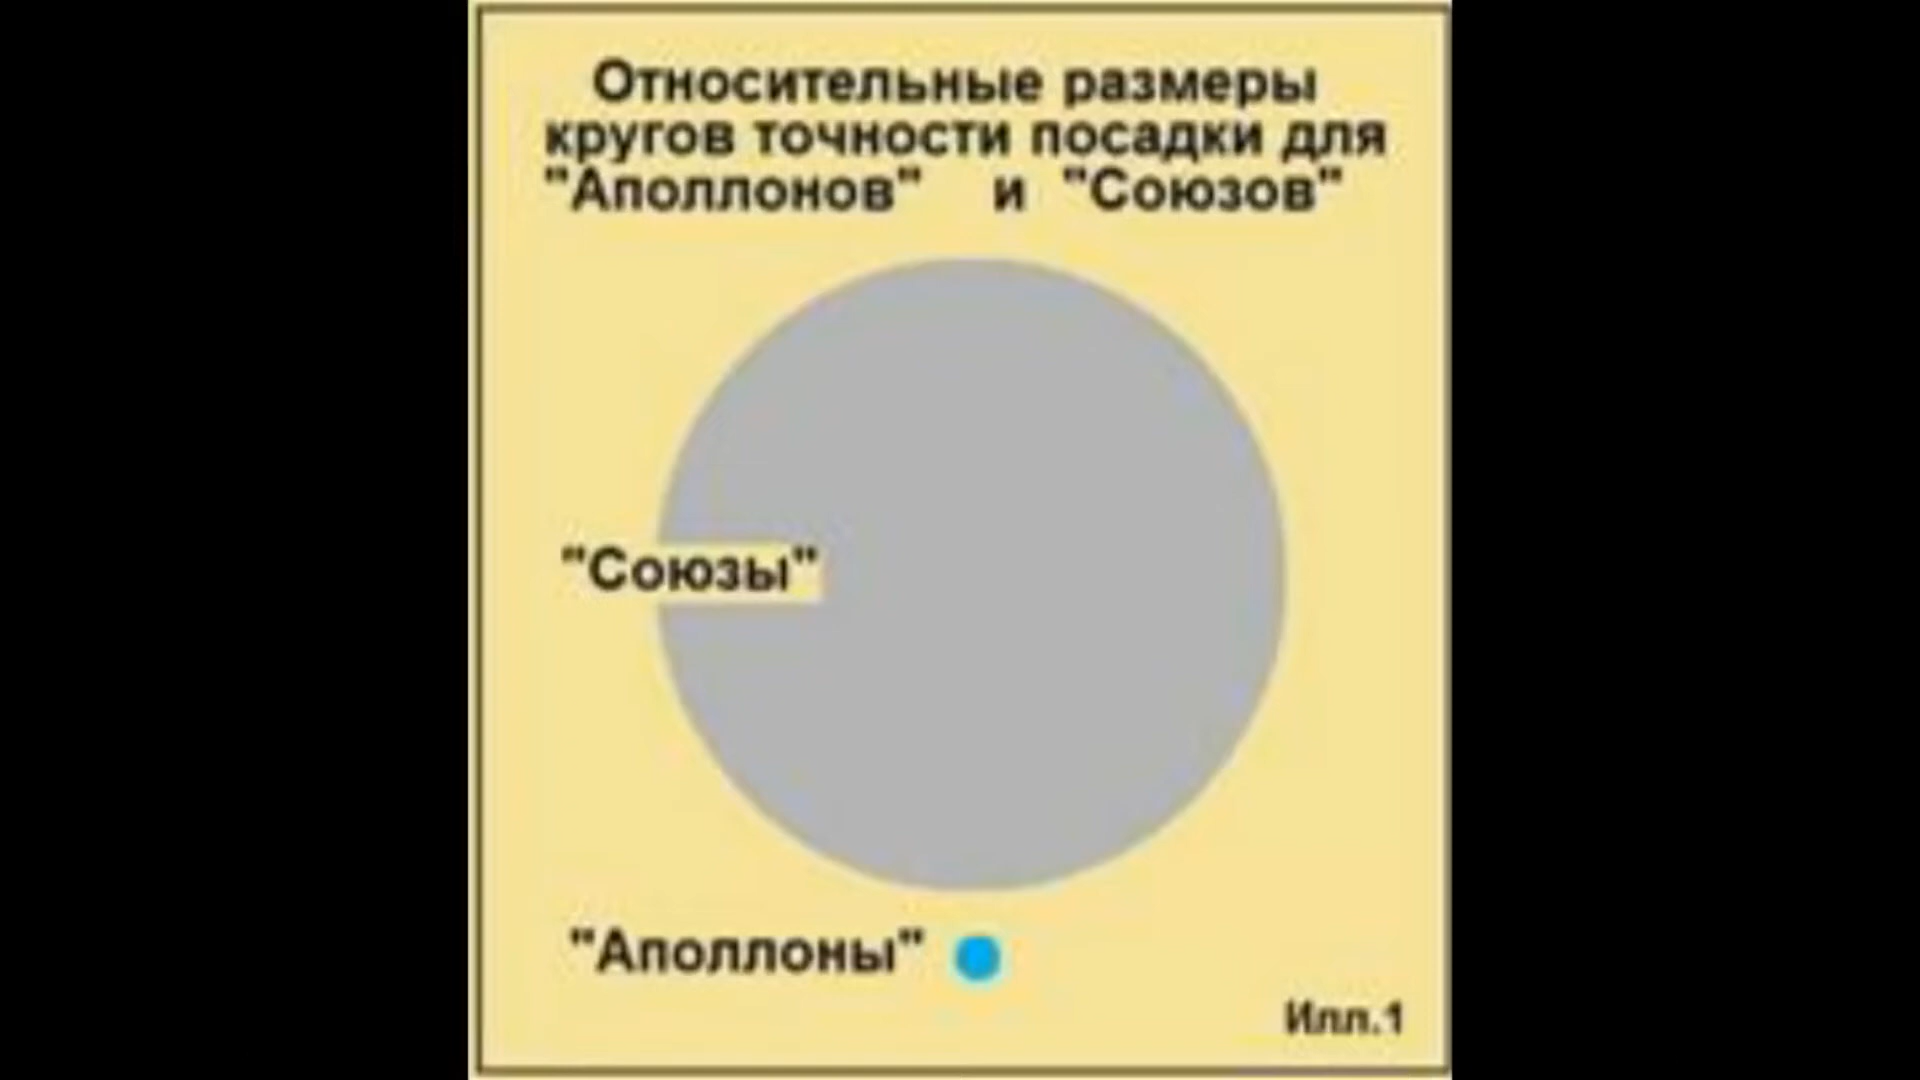 Относительные размеры
кругов точности посадки для
"Аполлонов" и "Союзов"
"Союзы"
"Аполлоны"
Илл.1